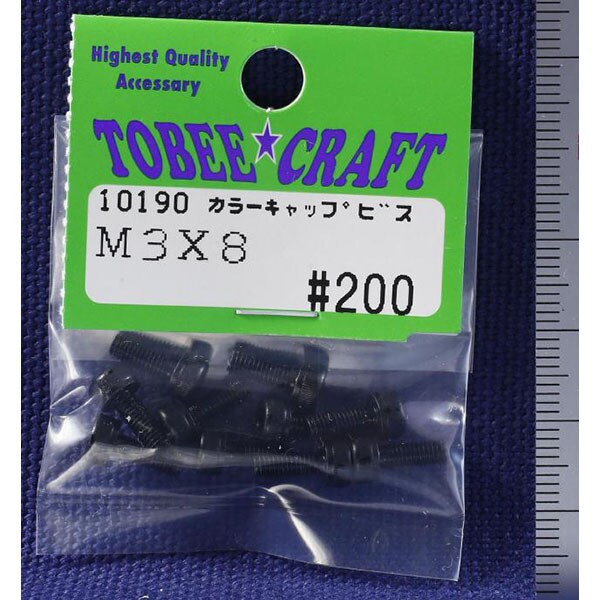 Highest Quality
Accessary
TOBEE★CRAFT
10190 カラーキャップビス
M3X8
#200